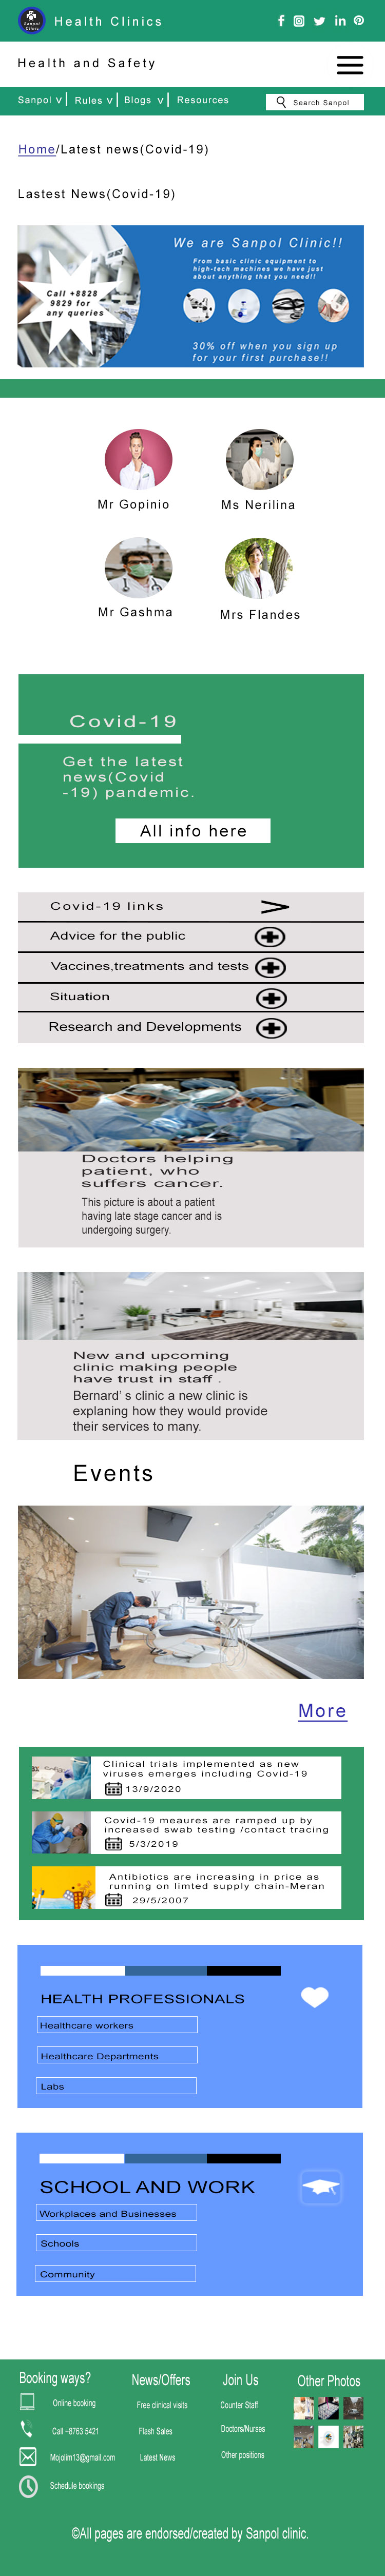 Sanpol
Clinic
Health Clinics
Health and Safety
Sanpol V | Rules V | Blogs V | Resources
Search Sanpol
Home/Latest news(Covid-19)
Lastest News(Covid-19)
We are Sanpol Clinic!!
From basic clinic equipment to
high-tech machines we have just
about anything that you need!!
Call +8828
9829 for
any queries
30% off when you sign up
for your first purchase!!
Mr Gopinio
Ms Nerilina
Mr Gashma
Mrs Flandes
Covid-19
Get the latest
news(Covid
-19) pandemic.
All info here
Covid-19 links
Advice for the public
Vaccines,treatments and tests
Situation
Research and Developments
Doctors helping
patient, who
suffers cancer.
This picture is about a patient
having late stage cancer and is
undergoing surgery.
New and upcoming
clinic making people
have trust in staff .
Bernard' s clinic a new clinic is
explaning how they would provide
their services to many.
Events
More
Clinical trials implemented as new
viruses emerges including Covid-19
13/9/2020
Covid-19 meaures are ramped up by
increased swab testing /contact tracing
5/3/2019
Antibiotics are increasing in price as
running on limted supply chain-Meran
29/5/2007
HEALTH PROFESSIONALS
Healthcare workers
Healthcare Departments
Labs
SCHOOL AND WORK
Workplaces and Businesses
Schools
Community
Booking ways?
Online booking
Call +8763 5421
Mojolim13@gmail.com
Schedule bookings
News/Offers
Free clinical visits
Flash Sales
Latest News
Join Us
Counter Staff
Doctors/Nurses
Other positions
Other Photos
©All pages are endorsed/created by Sanpol clinic.